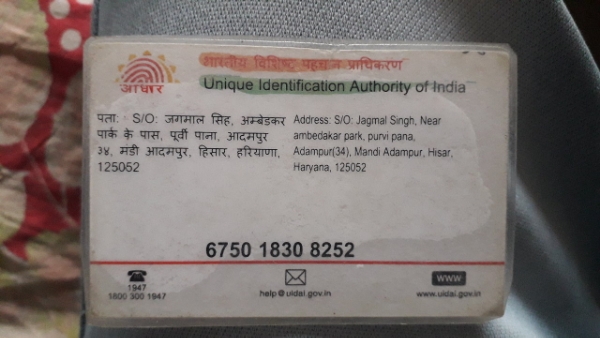 भारतीय विशिष्ट पहचान प्राधिकरण
आधार
Unique Identification Authority of India
पता: S/O: जगमाल सिंह, अम्बेडकर
पार्क के पास, पूर्वी पाना, आदमपुर
३४, मंडी आदमपुर, हिसार, हरियाणा,
125052
Address: S/O: Jagmal Singh, Near
ambedakar park, purvi pana,
Adampur(34), Mandi Adampur, Hisar,
Haryana, 125052
6750 1830 8252
1947
1800 300 1947
help@uidai.gov.in
www
www.uidai.gov.in